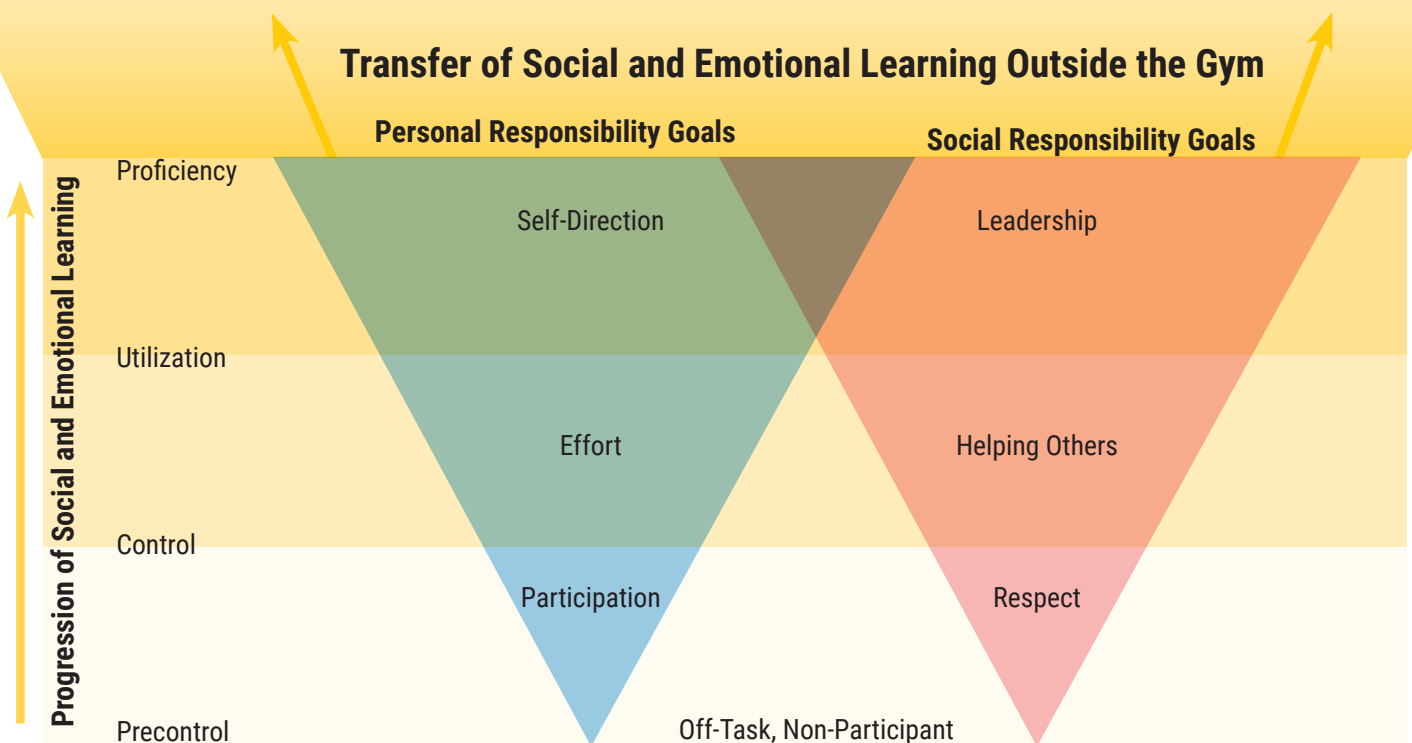 Transfer of Social and Emotional Learning Outside the Gym
Personal Responsibility Goals
Social Responsibility Goals
Progression of Social and Emotional Learning
Proficiency
Self-Direction
Leadership
Utilization
Effort
Helping Others
Control
Participation
Respect
Precontrol
Off-Task, Non-Participant